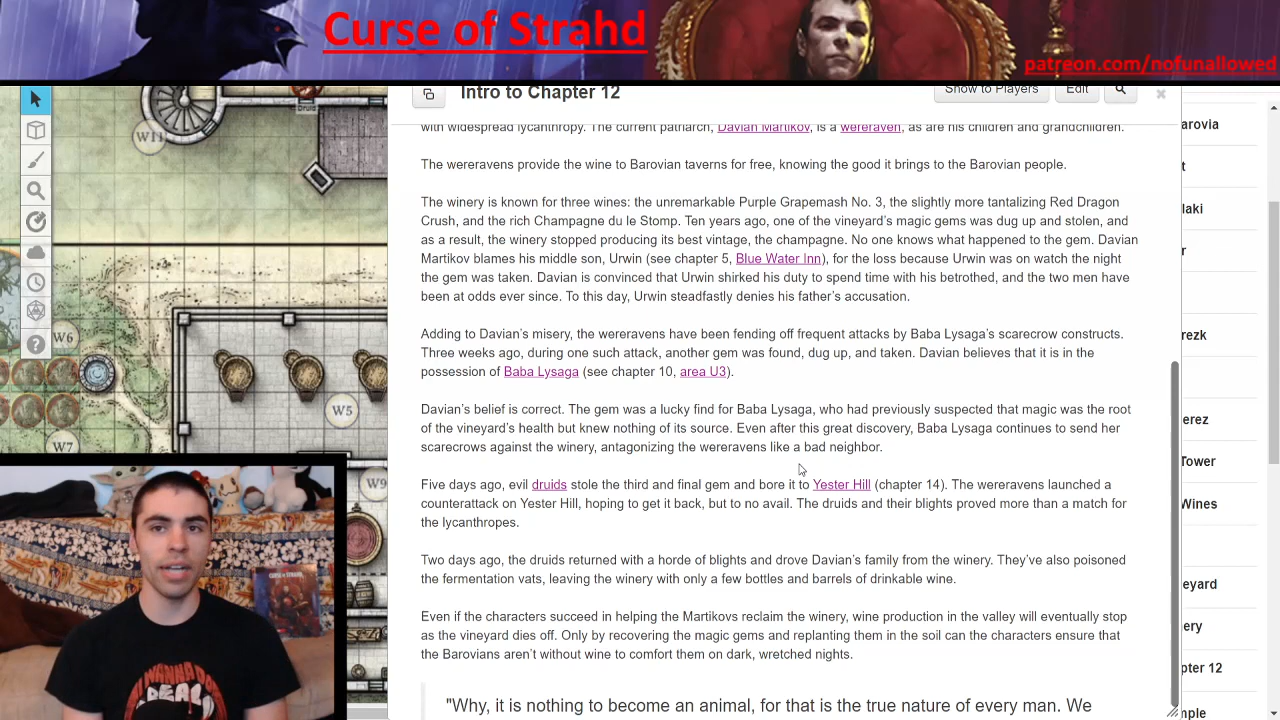 Curse of Strahd
patreon.com/nofunallowed
Intro to Chapter 12
Show to Players
Edit
with widespread lycanthropy. The current patriarch, Davian Martikov, is a wereraven, as are his children and grandchildren.
The wereravens provide the wine to Barovian taverns for free, knowing the good it brings to the Barovian people.
The winery is known for three wines: the unremarkable Purple Grapemash No. 3, the slightly more tantalizing Red Dragon
Crush, and the rich Champagne du le Stomp. Ten years ago, one of the vineyard's magic gems was dug up and stolen, and
as a result, the winery stopped producing its best vintage, the champagne. No one knows what happened to the gem. Davian
Martikov blames his middle son, Urwin (see chapter 5, Blue Water Inn), for the loss because Urwin was on watch the night
the gem was taken. Davian is convinced that Urwin shirked his duty to spend time with his betrothed, and the two men have
been at odds ever since. To this day, Urwin steadfastly denies his father's accusation.
Adding to Davian's misery, the wereravens have been fending off frequent attacks by Baba Lysaga's scarecrow constructs.
Three weeks ago, during one such attack, another gem was found, dug up, and taken. Davian believes that it is in the
possession of Baba Lysaga (see chapter 10, area U3).
Davian's belief is correct. The gem was a lucky find for Baba Lysaga, who had previously suspected that magic was the root
of the vineyard's health but knew nothing of its source. Even after this great discovery, Baba Lysaga continues to send her
scarecrows against the winery, antagonizing the wereravens like a bad neighbor.
Five days ago, evil druids stole the third and final gem and bore it to Yester Hill (chapter 14). The wereravens launched a
counterattack on Yester Hill, hoping to get it back, but to no avail. The druids and their blights proved more than a match for
the lycanthropes.
Two days ago, the druids returned with a horde of blights and drove Davian's family from the winery. They've also poisoned
the fermentation vats, leaving the winery with only a few bottles and barrels of drinkable wine.
Even if the characters succeed in helping the Martikovs reclaim the winery, wine production in the valley will eventually stop
as the vineyard dies off. Only by recovering the magic gems and replanting them in the soil can the characters ensure that
the Barovians aren't without wine to comfort them on dark, wretched nights.
"Why, it is nothing to become an animal, for that is the true nature of every man. We
arovia
t
laki
r
rezk
erez
Tower
Wines
eyard
ery
pter 12
mple
W11
Druid
W6
W5
W7
W9
CURSE OF STRAHD